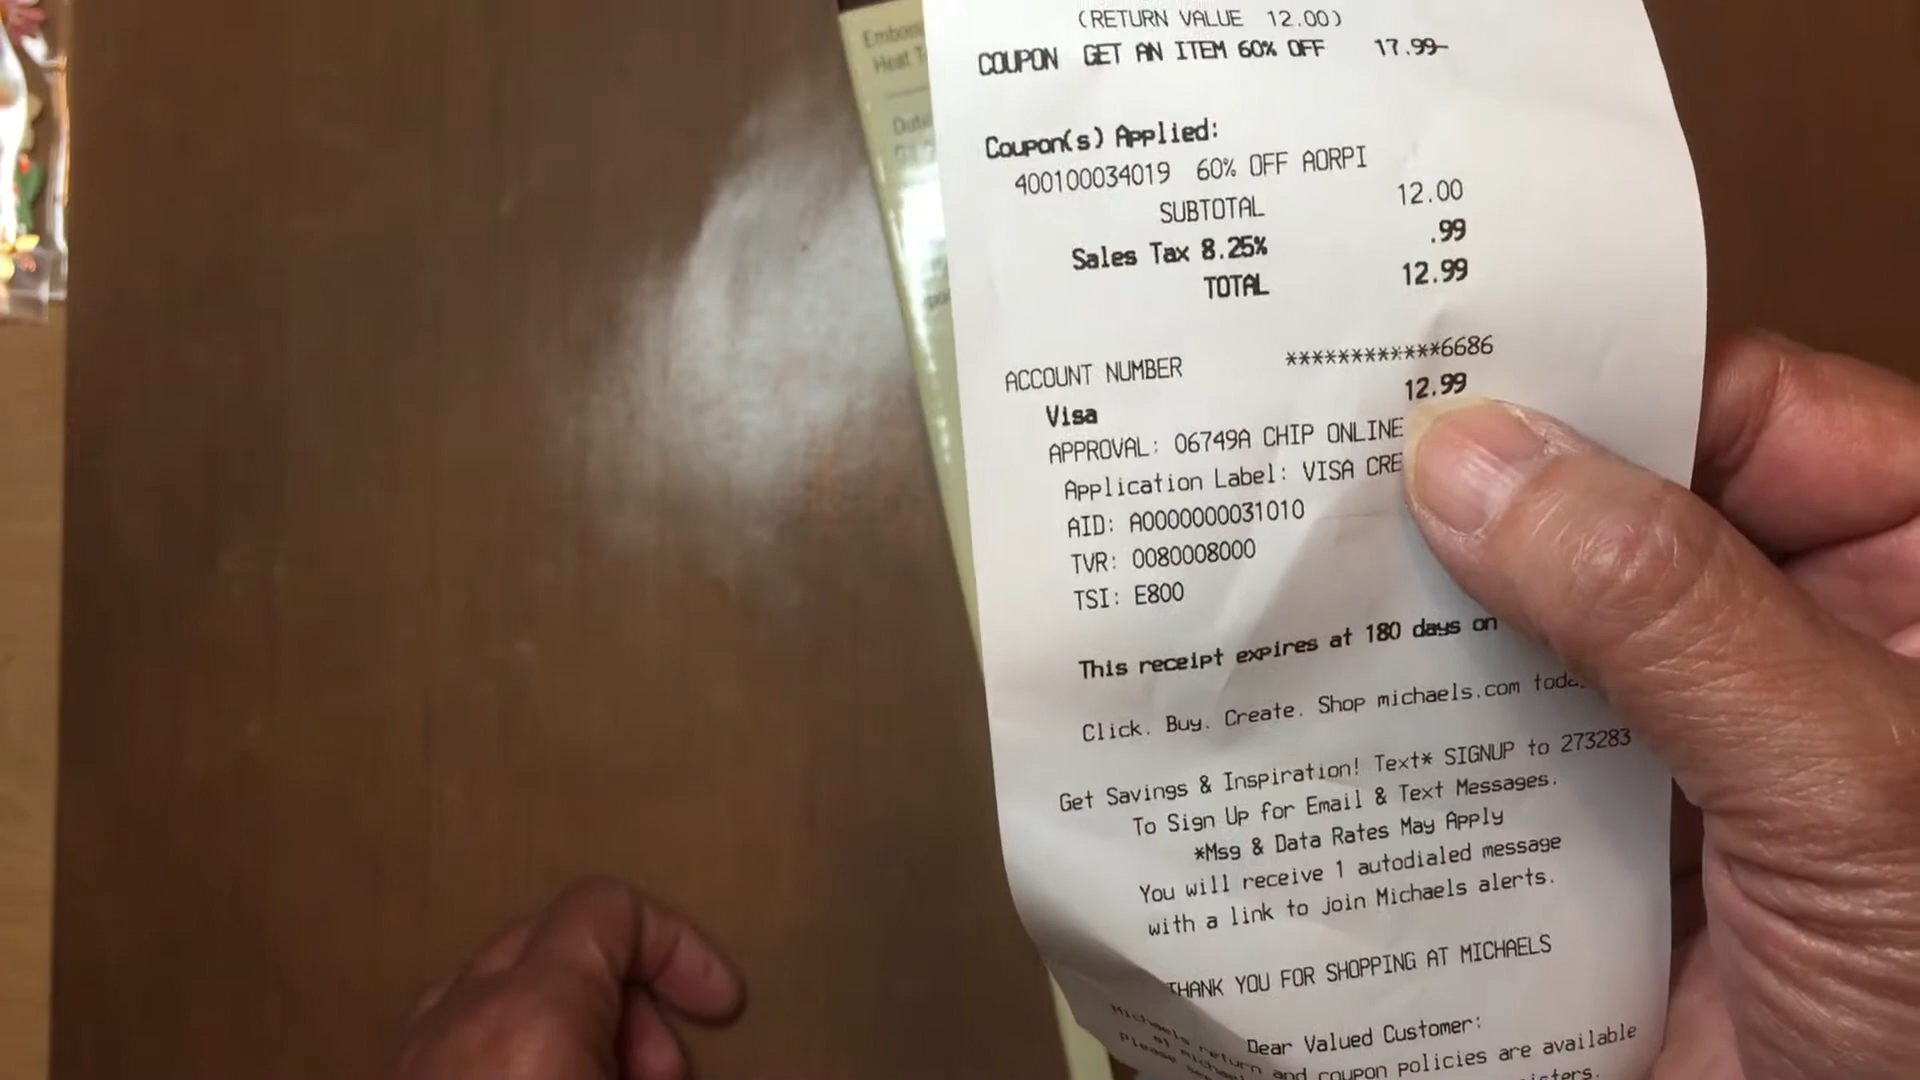 (RETURN VALUE 12.00)
COUPON GET AN ITEM 60% OFF 17.99-
Coupon(s) Applied:
400100034019 60% OFF AORPI
SUBTOTAL 12.00
Sales Tax 8.25% .99
TOTAL 12.99
ACCOUNT NUMBER ************6686
Visa 12.99
APPROVAL: 06749A CHIP ONLINE
Application Label: VISA CRE
AID: A0000000031010
TVR: 0080008000
TSI: E800
This receipt expires at 180 days on
Click. Buy. Create. Shop michaels.com
Get Savings & Inspiration! Text* SIGNUP to 273283
To Sign Up for Email & Text Messages.
*Msg & Data Rates May Apply
You will receive 1 autodialed message
with a link to join Michaels alerts.
THANK YOU FOR SHOPPING AT MICHAELS
Dear Valued Customer:
Michaels return and coupon policies are available